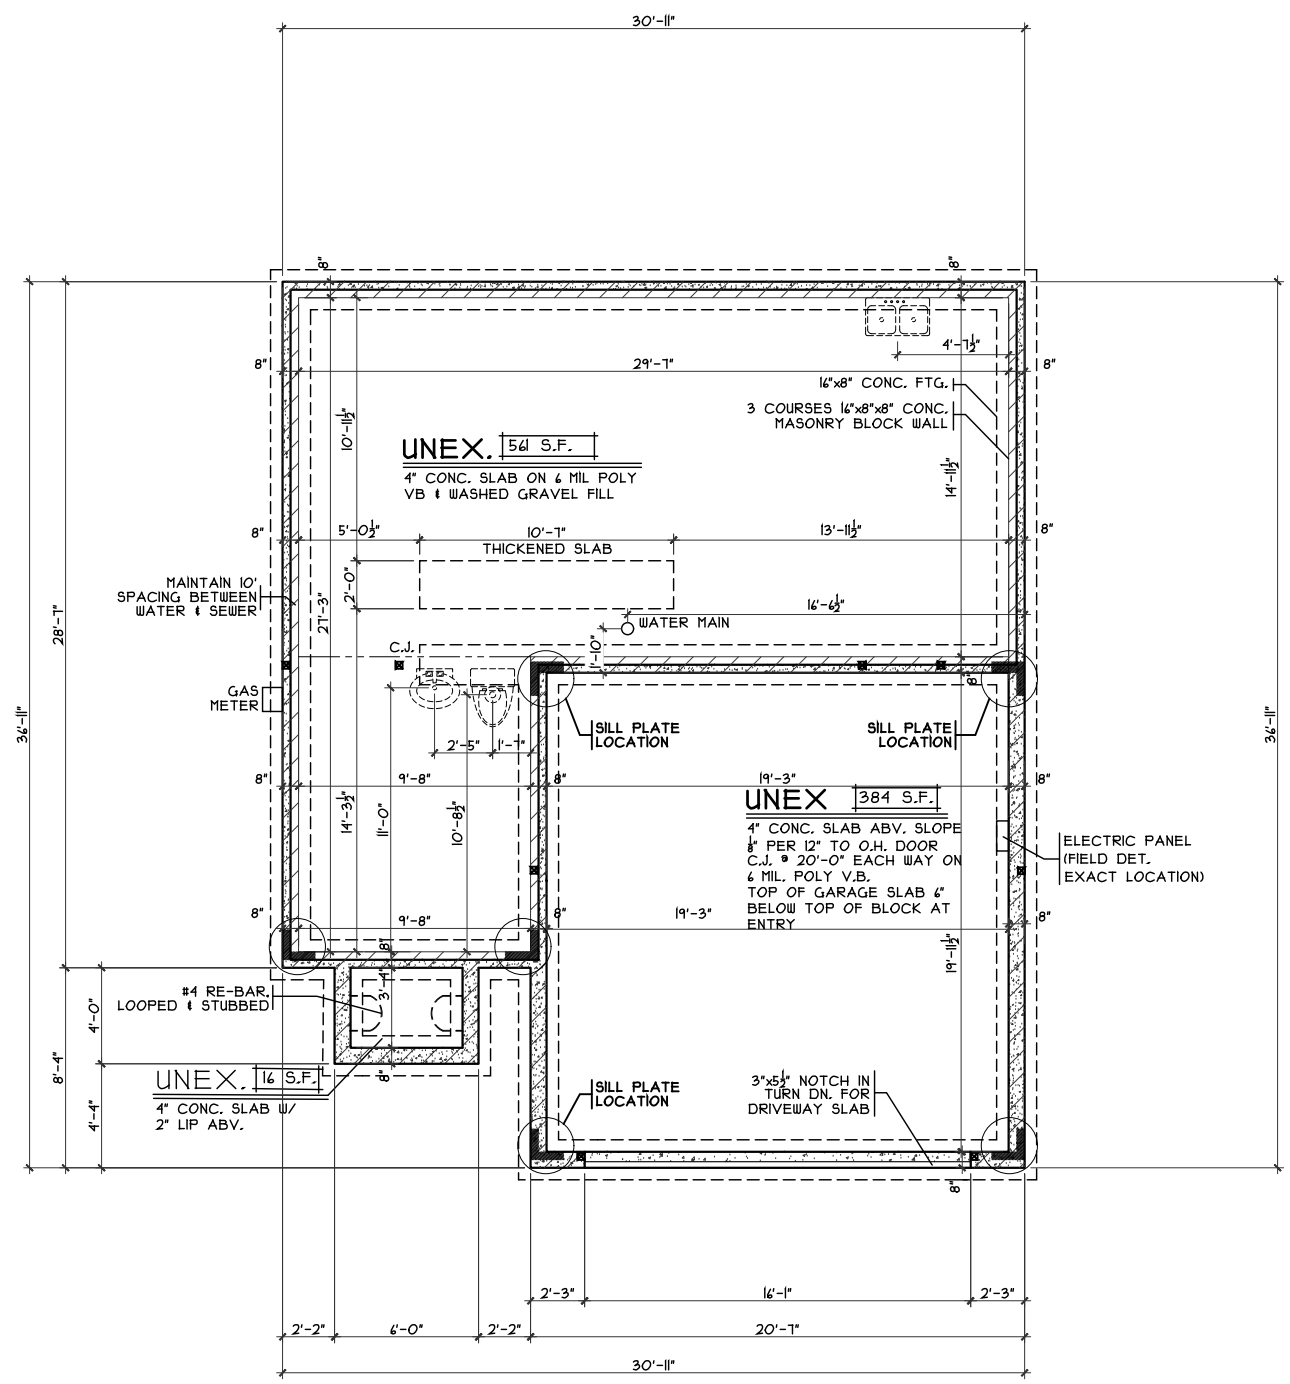 30'-11"
8"
8"
4'-7½"
8"
29'-7"
8"
16"x8" CONC. FTG.
3 COURSES 16"x8"x8" CONC.
MASONRY BLOCK WALL
10'-11½"
UNEX. 561 S.F.
4" CONC. SLAB ON 6 MIL POLY
VB & WASHED GRAVEL FILL
14'-11½"
8"
5'-0½"
10'-7"
13'-11½"
8"
THICKENED SLAB
2'-0"
MAINTAIN 10'
SPACING BETWEEN
WATER & SEWER
27'-3"
16'-6½"
28'-7"
WATER MAIN
1'-10"
C.J.
8"
GAS
METER
36'-11"
36'-11"
SILL PLATE
LOCATION
SILL PLATE
LOCATION
2'-5"
1'-7"
8"
9'-8"
8"
19'-3"
8"
14'-3½"
11'-0"
10'-8½"
UNEX 384 S.F.
4" CONC. SLAB ABV. SLOPE
⅛" PER 12" TO O.H. DOOR
C.J. @ 20'-0" EACH WAY ON
6 MIL. POLY V.B.
TOP OF GARAGE SLAB 6"
BELOW TOP OF BLOCK AT
ENTRY
ELECTRIC PANEL
(FIELD DET.
EXACT LOCATION)
8"
9'-8"
8"
19'-3"
8"
8"
19'-11½"
3'-4"
#4 RE-BAR.
LOOPED & STUBBED
4'-0"
8'-4"
8"
UNEX. 16 S.F.
4" CONC. SLAB W/
2" LIP ABV.
4'-4"
SILL PLATE
LOCATION
3"x5½" NOTCH IN
TURN DN. FOR
DRIVEWAY SLAB
8"
2'-3"
16'-1"
2'-3"
2'-2"
6'-0"
2'-2"
20'-7"
30'-11"